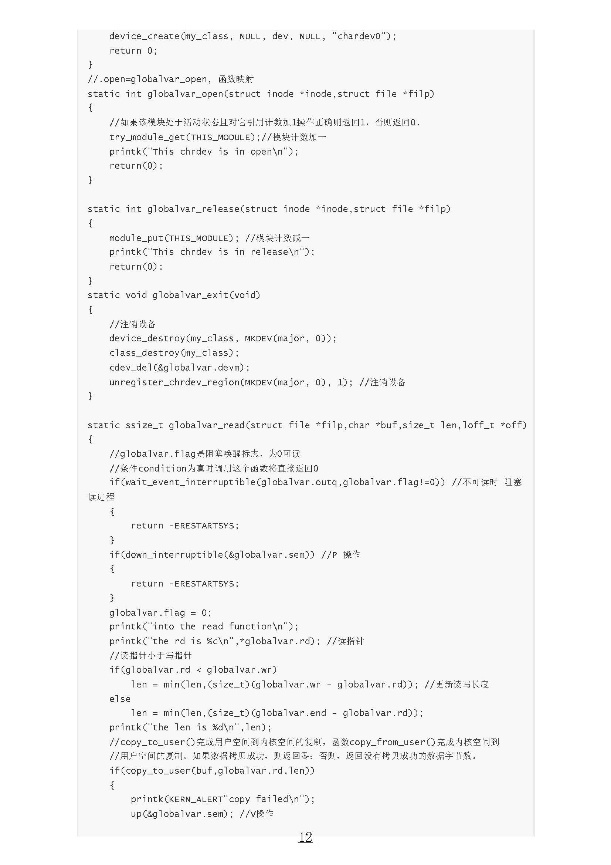 device_create(my_class, NULL, dev, NULL, "chardev0");
return 0;
}
//.open=globalvar_open, 函数映射
static int globalvar_open(struct inode *inode,struct file *filp)
{
//如果该模块处于活动状态且对它引用计数加1操作正确则返回1，否则返回0.
try_module_get(THIS_MODULE);//模块计数加一
printk("This chrdev is in open\n");
return(0);
}
static int globalvar_release(struct inode *inode,struct file *filp)
{
module_put(THIS_MODULE); //模块计数减一
printk("This chrdev is in release\n");
return(0);
}
static void globalvar_exit(void)
{
//注销设备
device_destroy(my_class, MKDEV(major, 0));
class_destroy(my_class);
cdev_del(&globalvar.devm);
unregister_chrdev_region(MKDEV(major, 0), 1); //注销设备
}
static ssize_t globalvar_read(struct file *filp,char *buf,size_t len,loff_t *off)
{
//globalvar.flag是阻塞唤醒标志，为0可读
//条件condition为真时调用这个函数将直接返回0
if(wait_event_interruptible(globalvar.outq,globalvar.flag!=0)) //不可读时 阻塞
读进程
{
return -ERESTARTSYS;
}
if(down_interruptible(&globalvar.sem)) //P 操作
{
return -ERESTARTSYS;
}
globalvar.flag = 0;
printk("into the read function\n");
printk("the rd is %c\n",*globalvar.rd); //读指针
//读指针小于写指针
if(globalvar.rd < globalvar.wr)
len = min(len,(size_t)(globalvar.wr - globalvar.rd)); //更新读写长度
else
len = min(len,(size_t)(globalvar.end - globalvar.rd));
printk("the len is %d\n",len);
//copy_to_user()完成用户空间到内核空间的复制，函数copy_from_user()完成内核空间到
//用户空间的复制。如果数据拷贝成功，则返回零；否则，返回没有拷贝成功的数据字节数。
if(copy_to_user(buf,globalvar.rd,len))
{
printk(KERN_ALERT"copy failed\n");
up(&globalvar.sem); //V操作
12